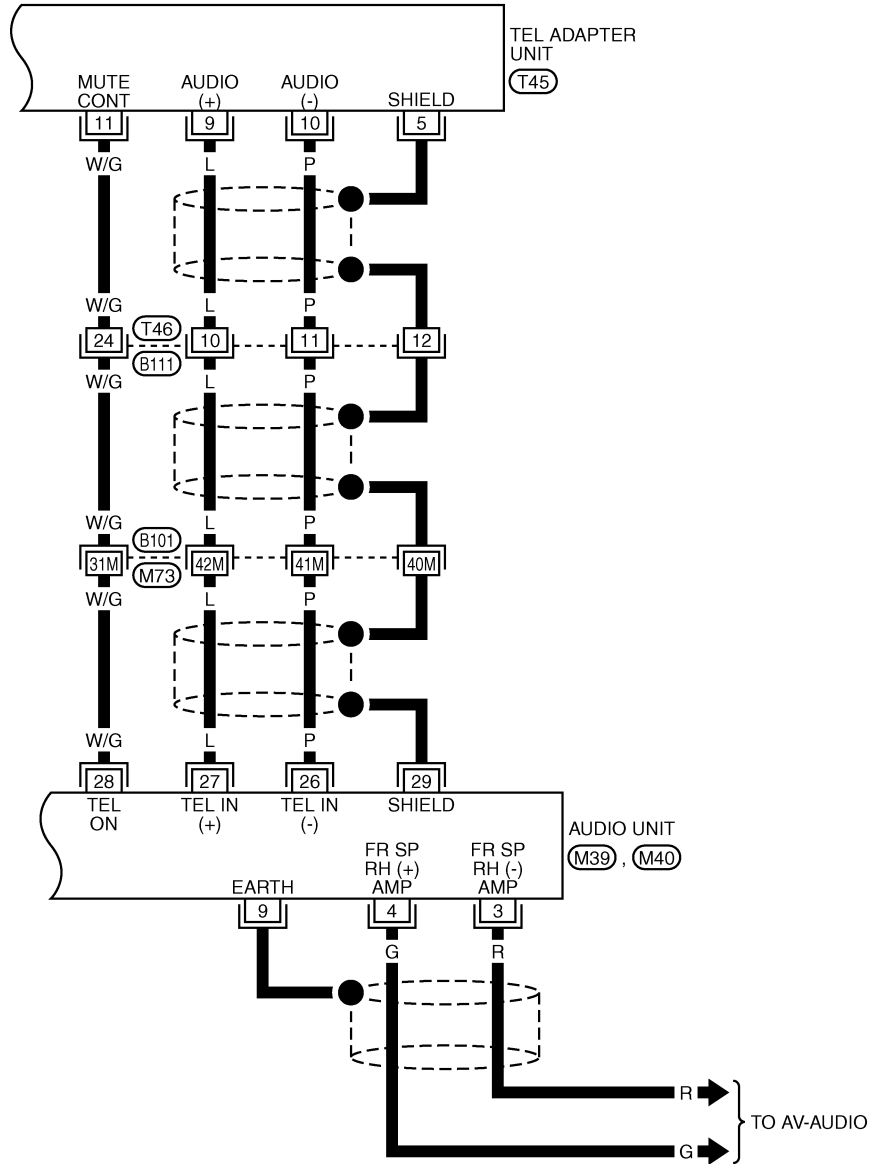 TEL ADAPTER
UNIT
T45
MUTE
CONT
AUDIO
(+)
AUDIO
(-)
SHIELD
11
9
10
5
W/G
L
P
W/G
L
P
T46
24
10
11
12
B111
W/G
L
P
W/G
L
P
B101
31M
42M
41M
40M
M73
W/G
L
P
W/G
L
P
28
27
26
29
TEL
ON
TEL IN
(+)
TEL IN
(-)
SHIELD
AUDIO UNIT
M39 , M40
EARTH
FR SP
RH (+)
AMP
FR SP
RH (-)
AMP
9
4
3
G
R
R
TO AV-AUDIO
G